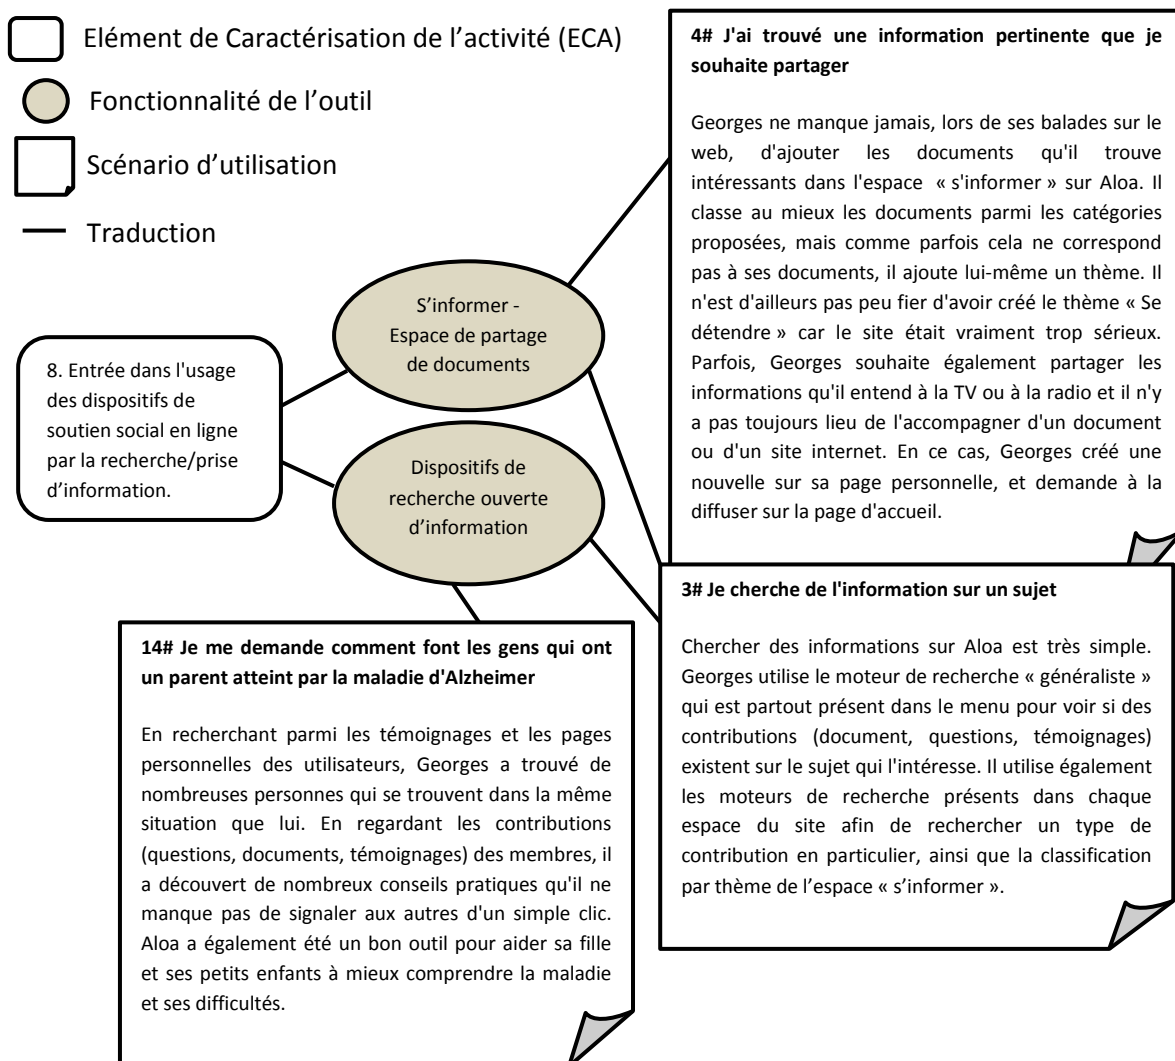 Elément de Caractérisation de l'activité (ECA)
Fonctionnalité de l'outil
Scénario d'utilisation
Traduction
8. Entrée dans l'usage
des dispositifs de
soutien social en ligne
par la recherche/prise
d'information.
S'informer -
Espace de partage
de documents
Dispositifs de
recherche ouverte
d'information
4# J'ai trouvé une information pertinente que je
souhaite partager
Georges ne manque jamais, lors de ses balades sur le
web, d'ajouter les documents qu'il trouve
intéressants dans l'espace « s'informer » sur Aloa. Il
classe au mieux les documents parmi les catégories
proposées, mais comme parfois cela ne correspond
pas à ses documents, il ajoute lui-même un thème. Il
n'est d'ailleurs pas peu fier d'avoir créé le thème « Se
détendre » car le site était vraiment trop sérieux.
Parfois, Georges souhaite également partager les
informations qu'il entend à la TV ou à la radio et il n'y
a pas toujours lieu de l'accompagner d'un document
ou d'un site internet. En ce cas, Georges créé une
nouvelle sur sa page personnelle, et demande à la
diffuser sur la page d'accueil.
3# Je cherche de l'information sur un sujet
Chercher des informations sur Aloa est très simple.
Georges utilise le moteur de recherche « généraliste »
qui est partout présent dans le menu pour voir si des
contributions (document, questions, témoignages)
existent sur le sujet qui l'intéresse. Il utilise également
les moteurs de recherche présents dans chaque
espace du site afin de rechercher un type de
contribution en particulier, ainsi que la classification
par thème de l'espace « s'informer ».
14# Je me demande comment font les gens qui ont
un parent atteint par la maladie d'Alzheimer
En recherchant parmi les témoignages et les pages
personnelles des utilisateurs, Georges a trouvé de
nombreuses personnes qui se trouvent dans la même
situation que lui. En regardant les contributions
(questions, documents, témoignages) des membres, il
a découvert de nombreux conseils pratiques qu'il ne
manque pas de signaler aux autres d'un simple clic.
Aloa a également été un bon outil pour aider sa fille
et ses petits enfants à mieux comprendre la maladie
et ses difficultés.